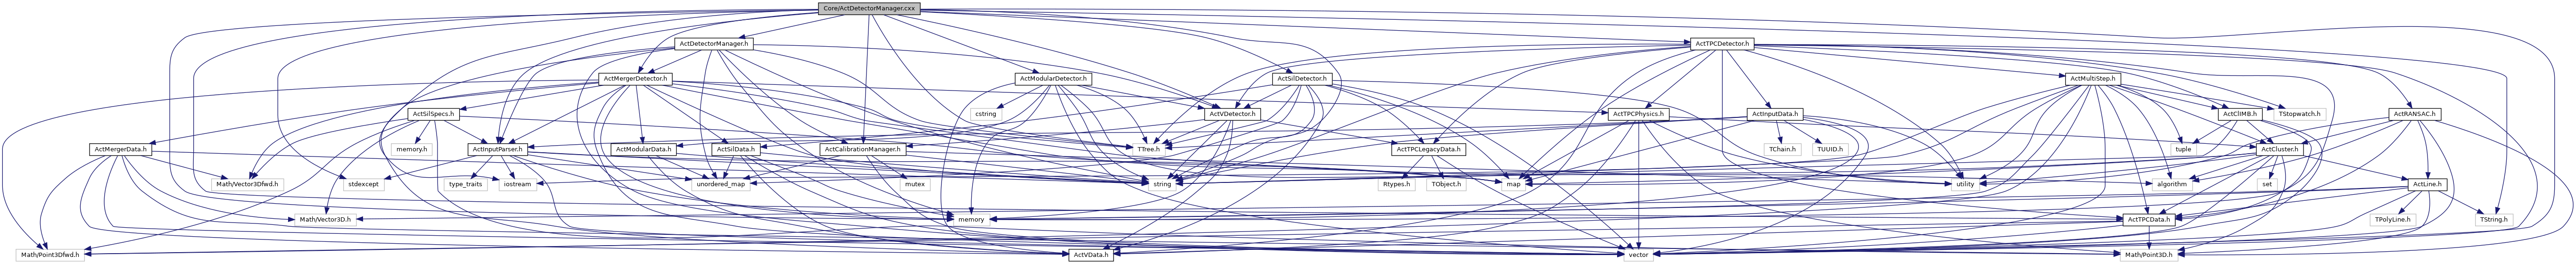 Core/ActDetectorManager.cxx
ActDetectorManager.h
ActTPCDetector.h
ActMergerDetector.h
ActModularDetector.h
ActSilDetector.h
ActMultiStep.h
ActSilSpecs.h
cstring
ActVDetector.h
ActTPCPhysics.h
ActInputData.h
ActClIMB.h
TStopwatch.h
ActRANSAC.h
ActMergerData.h
memory.h
ActInputParser.h
ActModularData.h
ActSilData.h
ActCalibrationManager.h
TTree.h
ActTPCLegacyData.h
TChain.h
TUUID.h
tuple
ActCluster.h
Math/Vector3Dfwd.h
stdexcept
type_traits
iostream
unordered_map
mutex
string
Rtypes.h
TObject.h
map
utility
algorithm
set
ActLine.h
Math/Vector3D.h
memory
ActTPCData.h
TPolyLine.h
TString.h
Math/Point3Dfwd.h
ActVData.h
vector
Math/Point3D.h